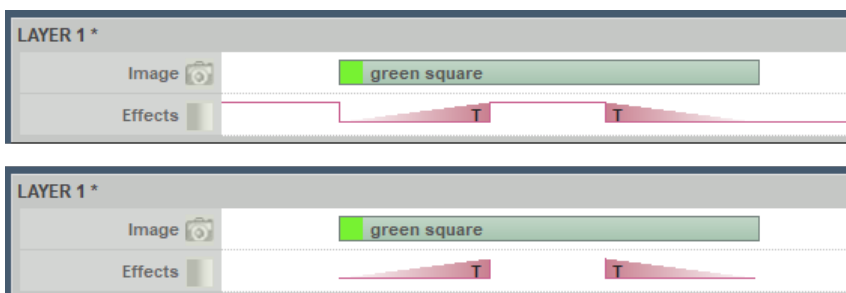 LAYER 1 *
Image green square
Effects T T
LAYER 1 *
Image green square
Effects T T